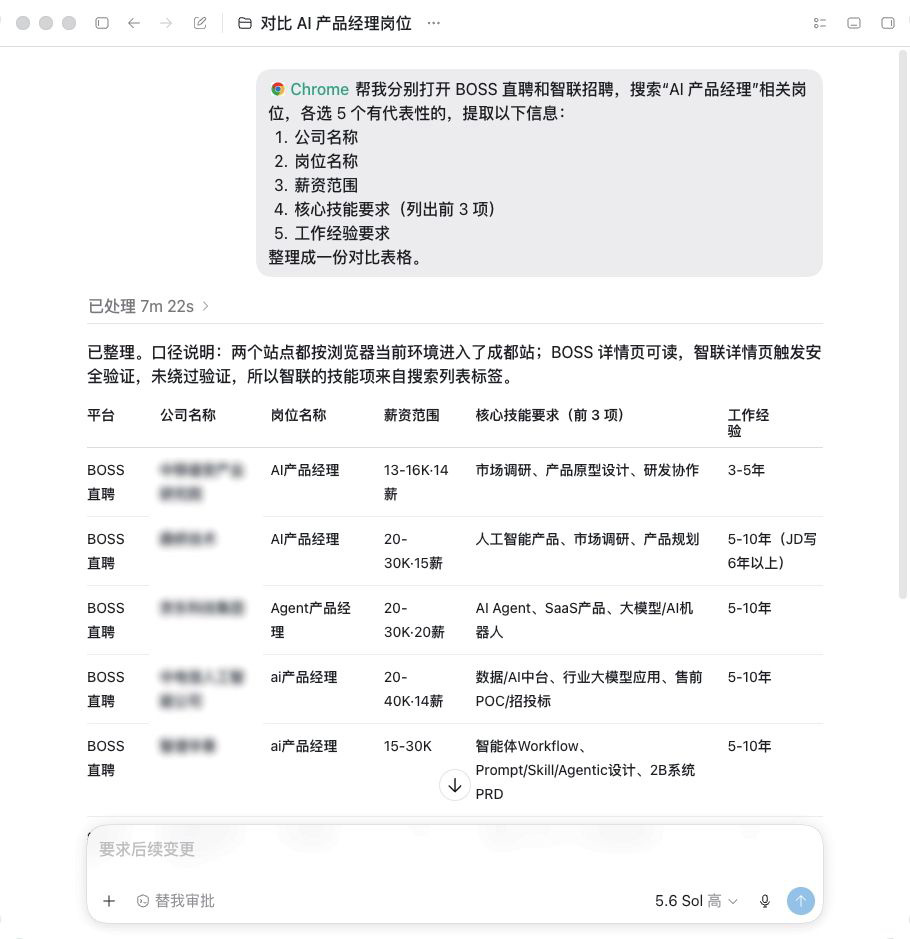 对比 AI 产品经理岗位
Chrome 帮我分别打开 BOSS 直聘和智联招聘，搜索“AI 产品经理”相关岗
位，各选 5 个有代表性的，提取以下信息：
1. 公司名称
2. 岗位名称
3. 薪资范围
4. 核心技能要求（列出前 3 项）
5. 工作经验要求
整理成一份对比表格。
已处理 7m 22s
已整理。口径说明：两个站点都按浏览器当前环境进入了成都站；BOSS 详情页可读，智联详情页触发安
全验证，未绕过验证，所以智联的技能项来自搜索列表标签。
平台 公司名称 岗位名称 薪资范围 核心技能要求（前 3 项） 工作经
验
BOSS AI产品经理 13-16K·14 市场调研、产品原型设计、研发协作 3-5年
直聘 薪
BOSS AI产品经理 20- 人工智能产品、市场调研、产品规划 5-10年（JD写
直聘 30K·15薪 6年以上）
BOSS Agent产品经 20- AI Agent、SaaS产品、大模型/AI机 5-10年
直聘 理 30K·20薪 器人
BOSS ai产品经理 20- 数据/AI中台、行业大模型应用、售前 5-10年
直聘 40K·14薪 POC/招投标
BOSS ai产品经理 15-30K 智能体Workflow、 5-10年
直聘 Prompt/Skill/Agentic设计、2B系统
PRD
要求后续变更
替我审批 5.6 Sol 高